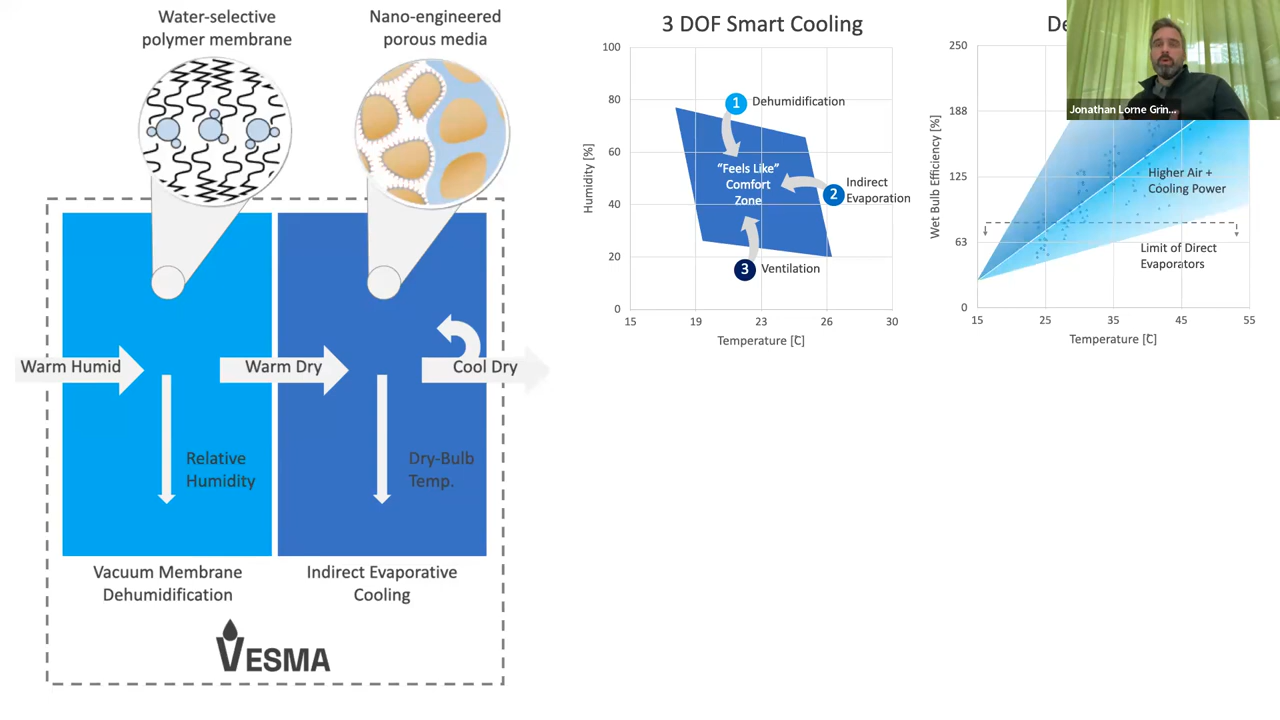 Water-selective
polymer membrane
Nano-engineered
porous media
Warm Humid
Warm Dry
Cool Dry
Relative
Humidity
Dry-Bulb
Temp.
Vacuum Membrane
Dehumidification
Indirect Evaporative
Cooling
VESMA
3 DOF Smart Cooling
Humidity [%]
100
80
60
40
20
0
15
19
23
26
30
Temperature [C]
1
Dehumidification
"Feels Like"
Comfort
Zone
2
Indirect
Evaporation
3
Ventilation
Jonathan Lorne Grin...
Wet Bulb Efficiency [%]
250
188
125
63
0
15
25
35
45
55
Temperature [C]
Higher Air +
Cooling Power
Limit of Direct
Evaporators